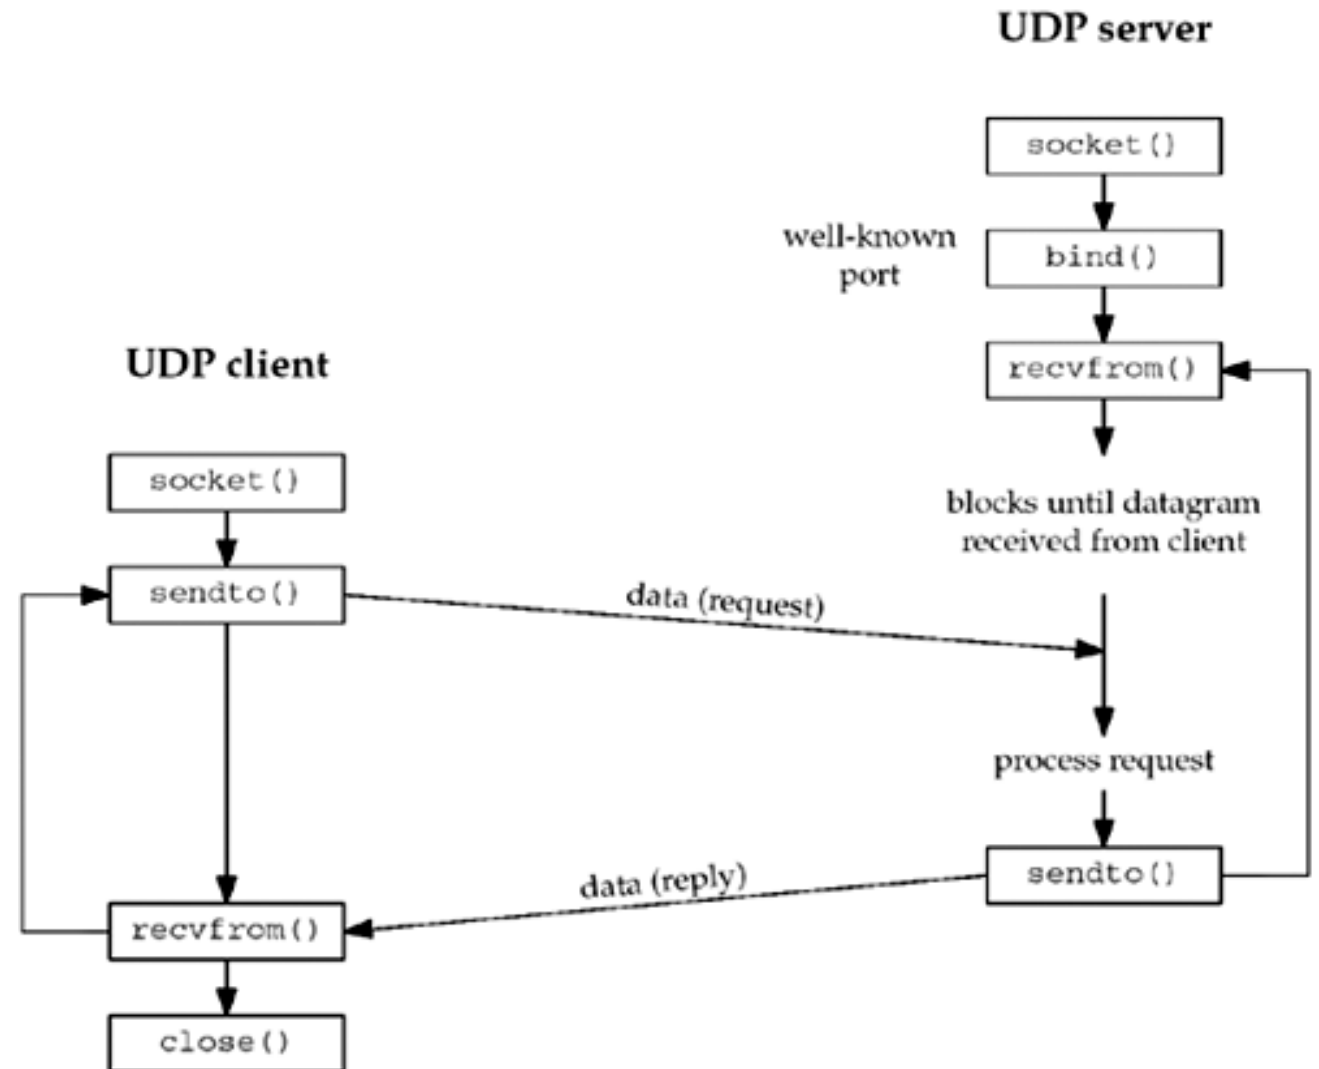 UDP server
socket()
well-known
port
bind()
recvfrom()
blocks until datagram
received from client
process request
sendto()
UDP client
socket()
sendto()
data (request)
data (reply)
recvfrom()
close()